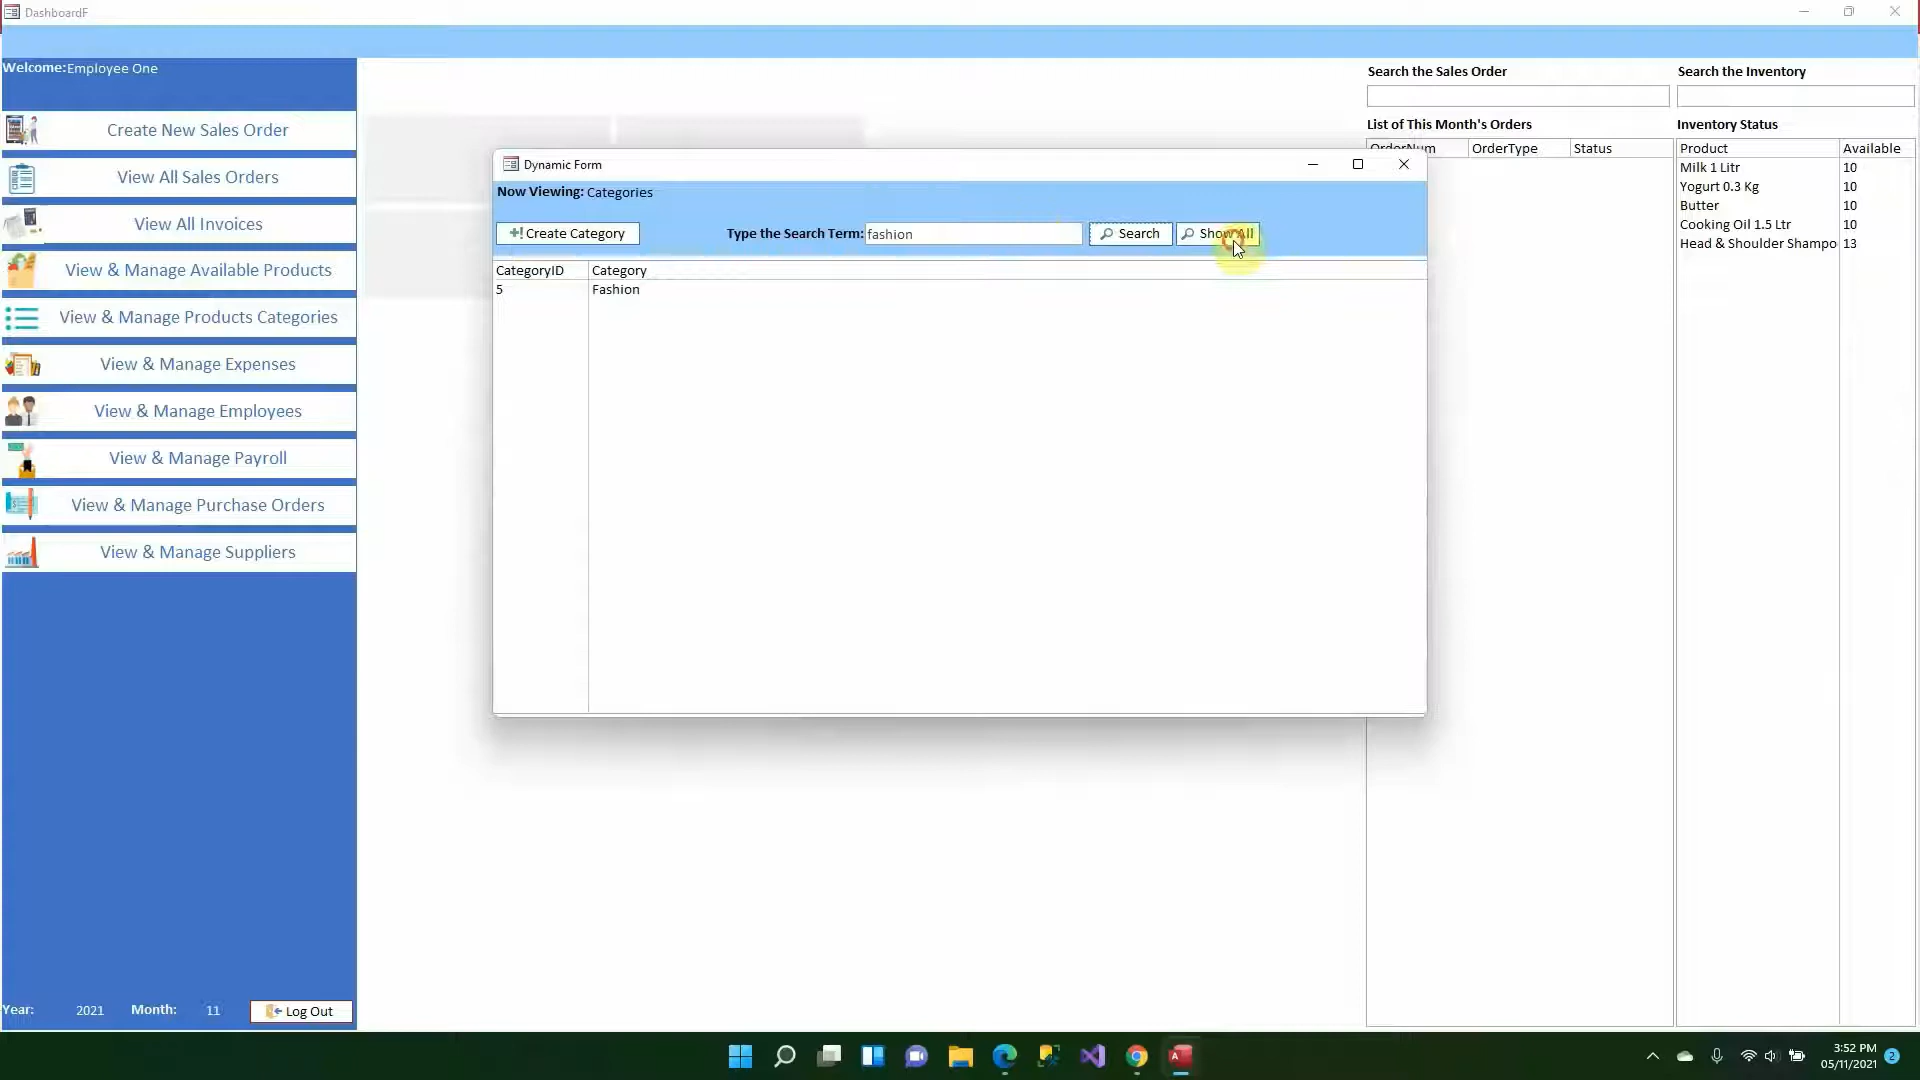 DashboardF
Welcome:Employee One
Create New Sales Order
View All Sales Orders
View All Invoices
View & Manage Available Products
View & Manage Products Categories
View & Manage Expenses
View & Manage Employees
View & Manage Payroll
View & Manage Purchase Orders
View & Manage Suppliers
Year: 2021 Month: 11 Log Out
Dynamic Form
Now Viewing: Categories
Create Category Type the Search Term: fashion Search Show All
CategoryID Category
5 Fashion
Search the Sales Order
List of This Month's Orders
OrderNum OrderType Status
Search the Inventory
Inventory Status
Product Available
Milk 1 Litr 10
Yogurt 0.3 Kg 10
Butter 10
Cooking Oil 1.5 Ltr 10
Head & Shoulder Shampo 13
3:52 PM
05/11/2021 2